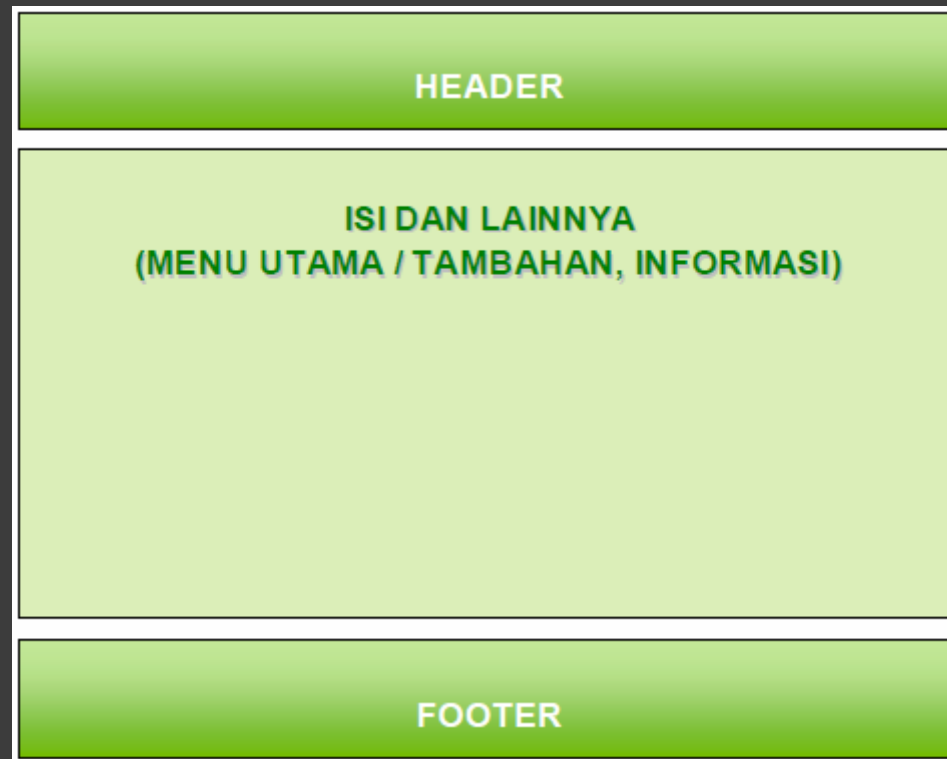 HEADER
ISI DAN LAINNYA
(MENU UTAMA / TAMBAHAN, INFORMASI)
FOOTER